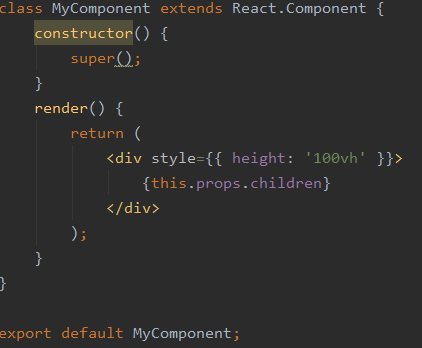 class MyComponent extends React.Component {
    constructor() {
        super();
    }
    render() {
        return (
            <div style={{ height: '100vh' }}>
                {this.props.children}
            </div>
        );
    }
}
export default MyComponent;